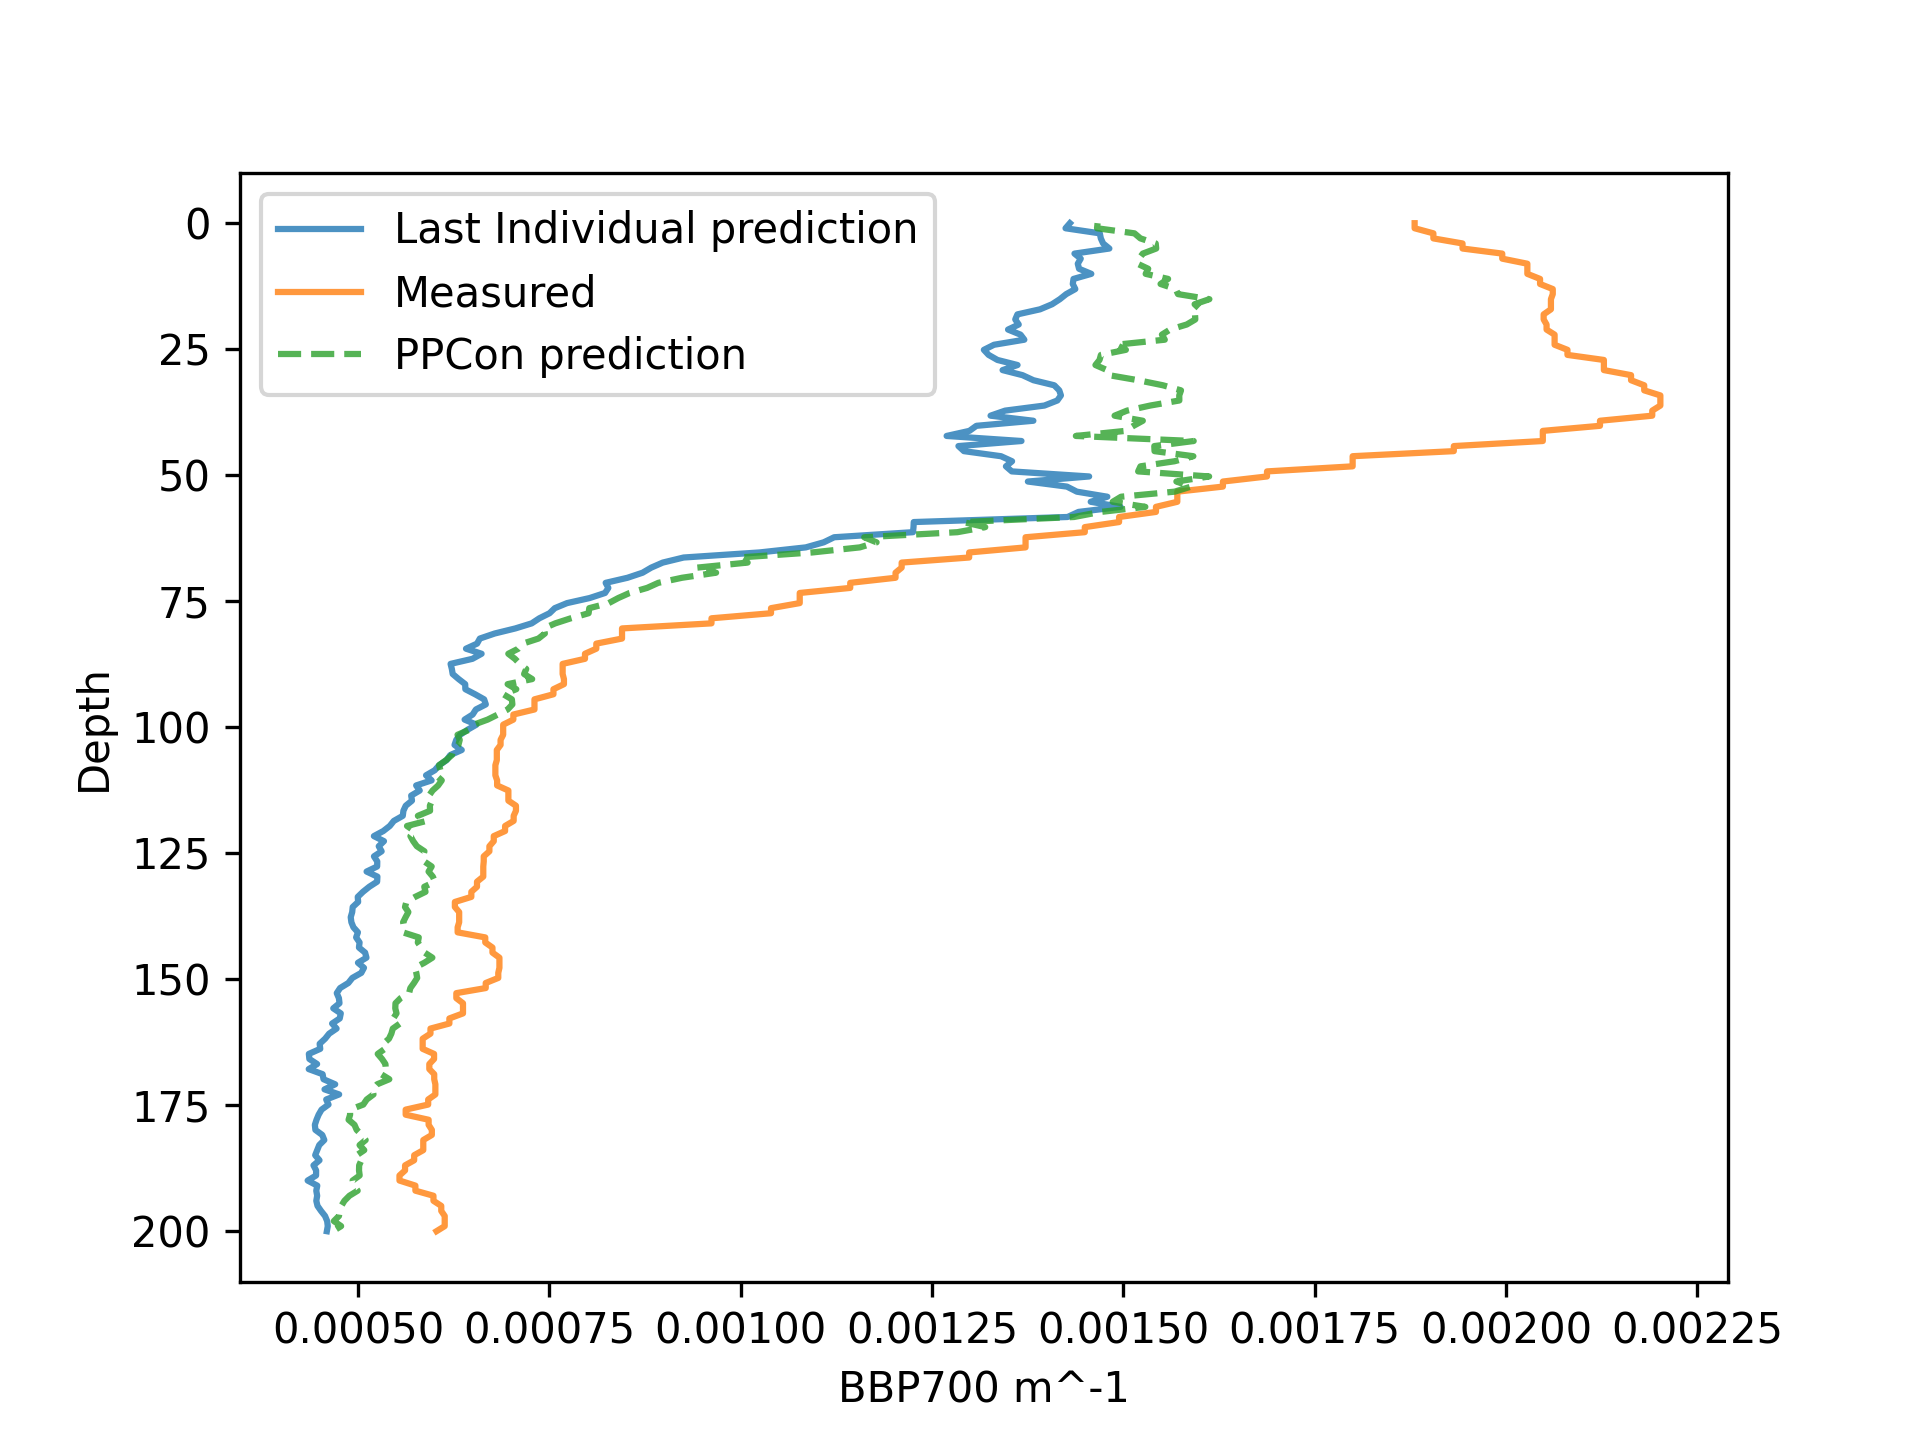 Last Individual prediction
Measured
PPCon prediction
0
25
50
75
100
125
150
175
200
Depth
0.00050 0.00075 0.00100 0.00125 0.00150 0.00175 0.00200 0.00225
BBP700 m^-1